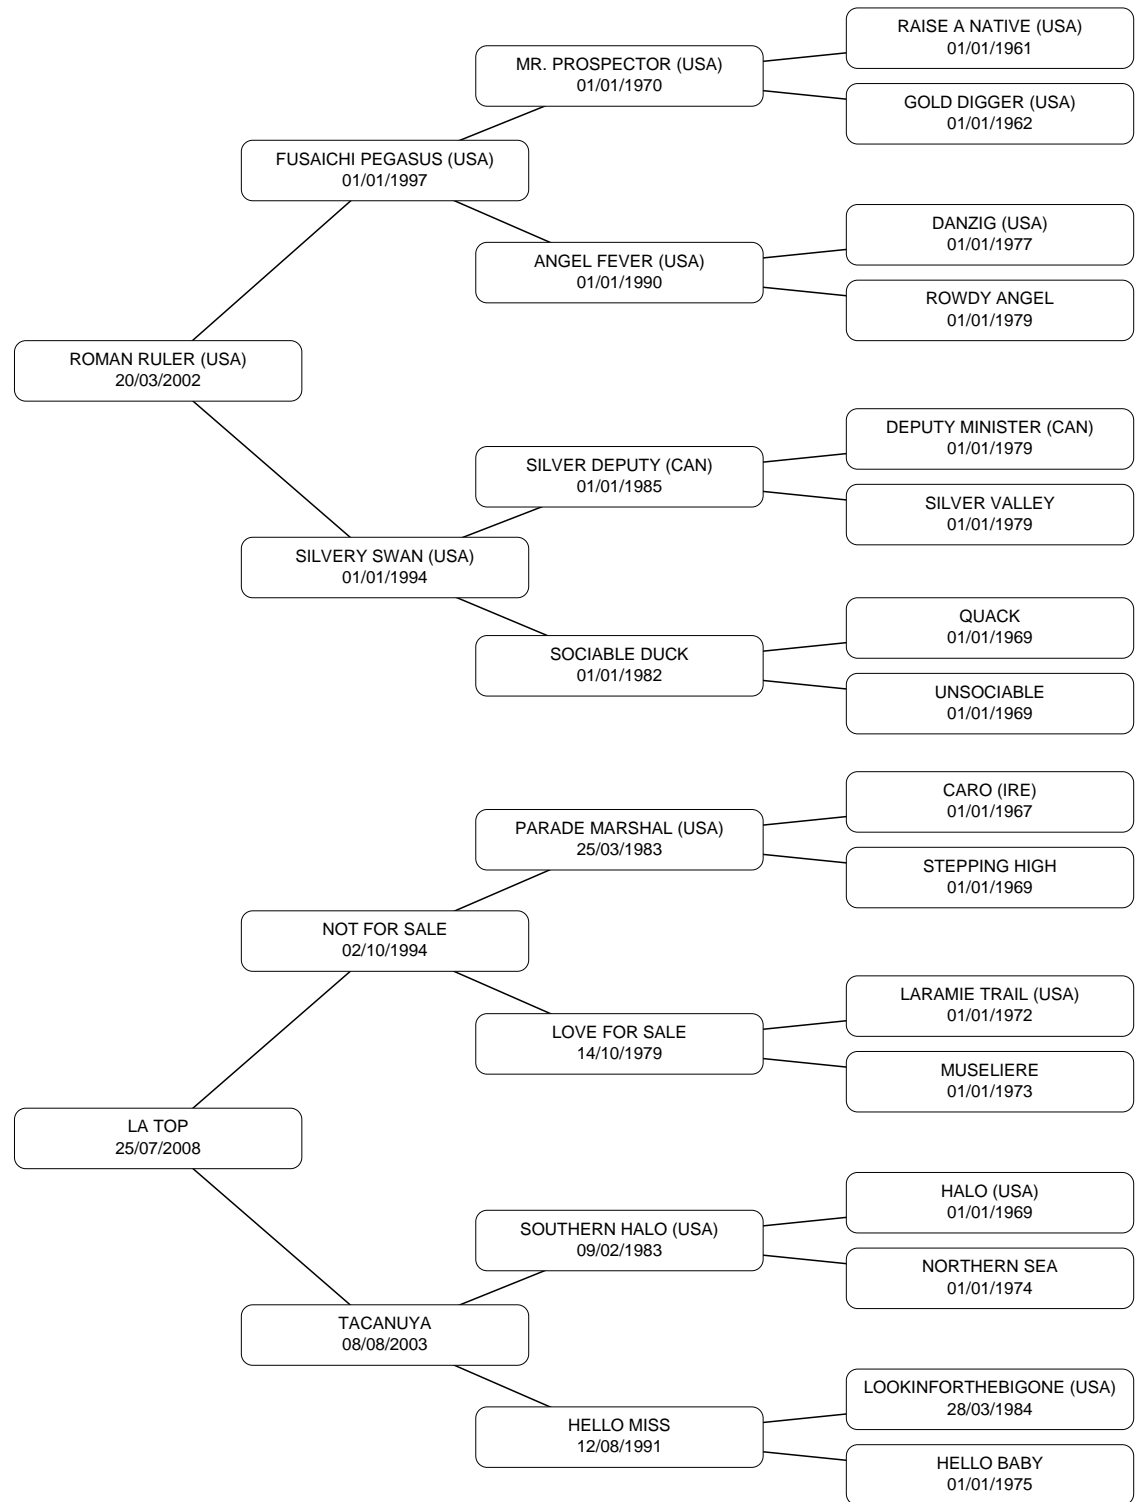 RAISE A NATIVE (USA)
01/01/1961
MR. PROSPECTOR (USA)
01/01/1970
GOLD DIGGER (USA)
01/01/1962
FUSAICHI PEGASUS (USA)
01/01/1997
DANZIG (USA)
01/01/1977
ANGEL FEVER (USA)
01/01/1990
ROWDY ANGEL
01/01/1979
ROMAN RULER (USA)
20/03/2002
DEPUTY MINISTER (CAN)
01/01/1979
SILVER DEPUTY (CAN)
01/01/1985
SILVER VALLEY
01/01/1979
SILVERY SWAN (USA)
01/01/1994
QUACK
01/01/1969
SOCIABLE DUCK
01/01/1982
UNSOCIABLE
01/01/1969
CARO (IRE)
01/01/1967
PARADE MARSHAL (USA)
25/03/1983
STEPPING HIGH
01/01/1969
NOT FOR SALE
02/10/1994
LARAMIE TRAIL (USA)
01/01/1972
LOVE FOR SALE
14/10/1979
MUSELIERE
01/01/1973
LA TOP
25/07/2008
HALO (USA)
01/01/1969
SOUTHERN HALO (USA)
09/02/1983
NORTHERN SEA
01/01/1974
TACANUYA
08/08/2003
LOOKINFORTHEBIGONE (USA)
28/03/1984
HELLO MISS
12/08/1991
HELLO BABY
01/01/1975